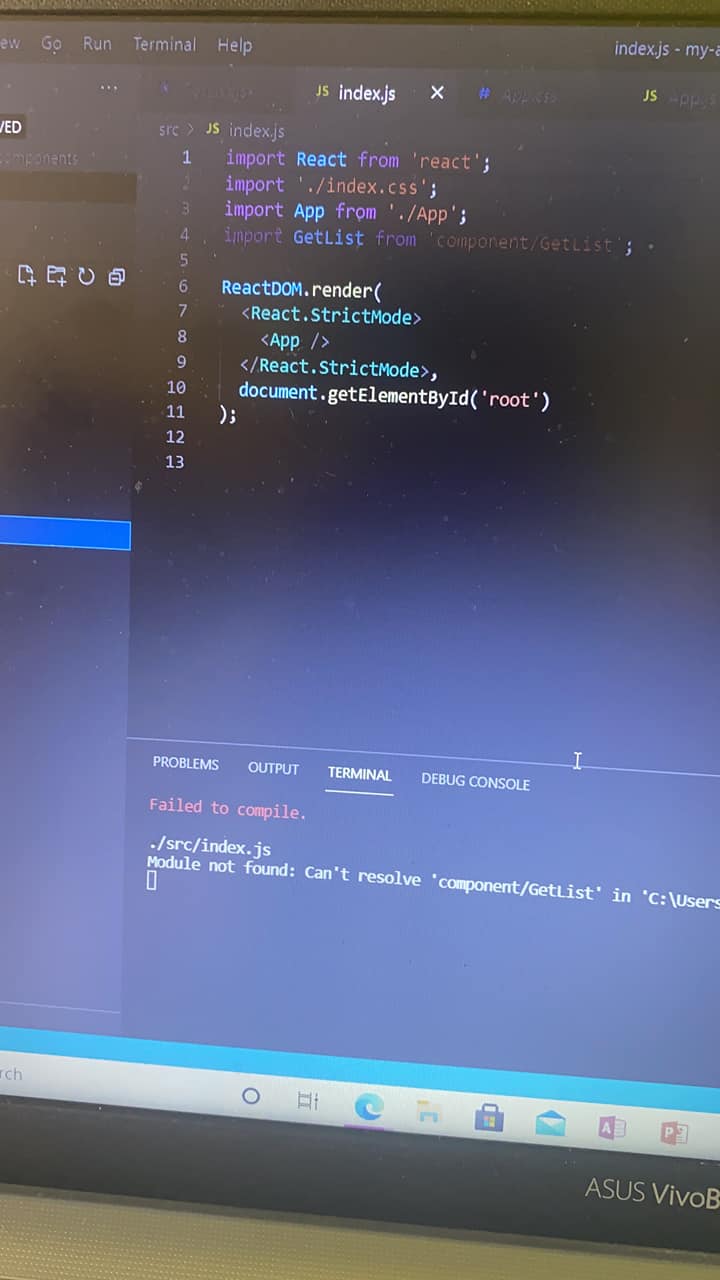 ew Go Run Terminal Help
index.js - my-a
JS index.js
# App.css
JS App.
VED
src > JS index.js
omponents
1 import React from 'react';
2 import './index.css';
3 import App from './App';
4 import GetList from 'component/GetList';
5
6 ReactDOM.render(
7 <React.StrictMode>
8 <App />
9 </React.StrictMode>,
10 document.getElementById('root')
11 );
12
13
PROBLEMS OUTPUT TERMINAL DEBUG CONSOLE
Failed to compile.
./src/index.js
Module not found: Can't resolve 'component/GetList' in 'C:\Users
rch
ASUS VivoB